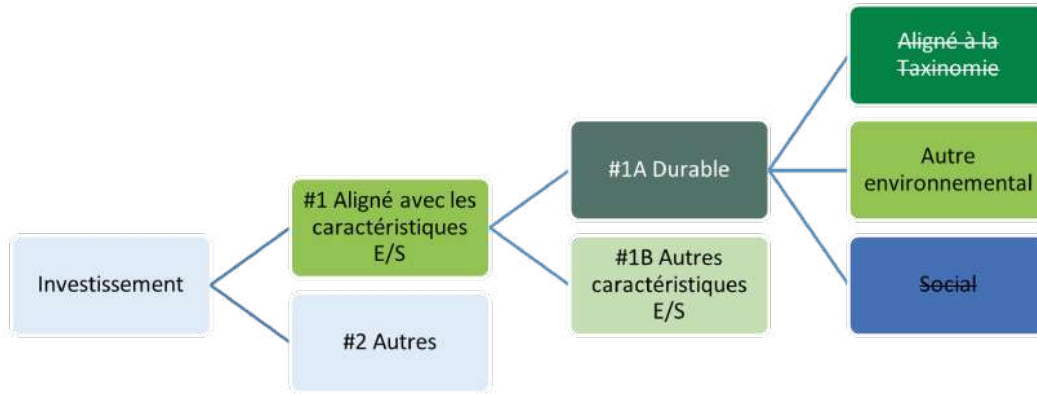 Aligné à la
Taxinomie
#1A Durable
Autre
environnemental
#1 Aligné avec les
caractéristiques
E/S
Investissement
#1B Autres
caractéristiques
E/S
Social
#2 Autres